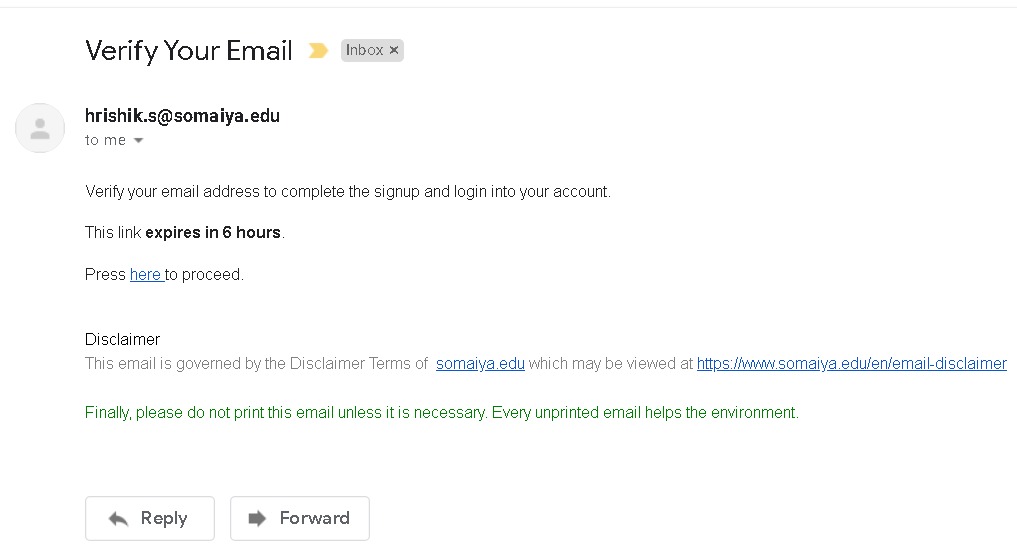 Verify Your Email Inbox ×
hrishik.s@somaiya.edu
to me
Verify your email address to complete the signup and login into your account.
This link expires in 6 hours.
Press here to proceed.
Disclaimer
This email is governed by the Disclaimer Terms of somaiya.edu which may be viewed at https://www.somaiya.edu/en/email-disclaimer
Finally, please do not print this email unless it is necessary. Every unprinted email helps the environment.
Reply Forward